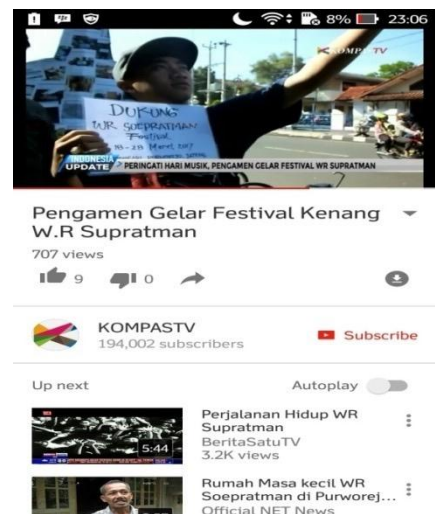 8% 23:06
KOMPAS TV
DUKUNG
WR SOEPRATMAN
Festival
Maret 2017
INDONESIA
UPDATE PERINGATI HARI MUSIK, PENGAMEN GELAR FESTIVAL WR SUPRATMAN
Pengamen Gelar Festival Kenang
W.R Supratman
707 views
9 0
KOMPASTV
194,002 subscribers
Subscribe
Up next Autoplay
Perjalanan Hidup WR
Supratman
BeritaSatuTV
3.2K views
5:44
Rumah Masa kecil WR
Soepratman di Purworej...
Official NET News